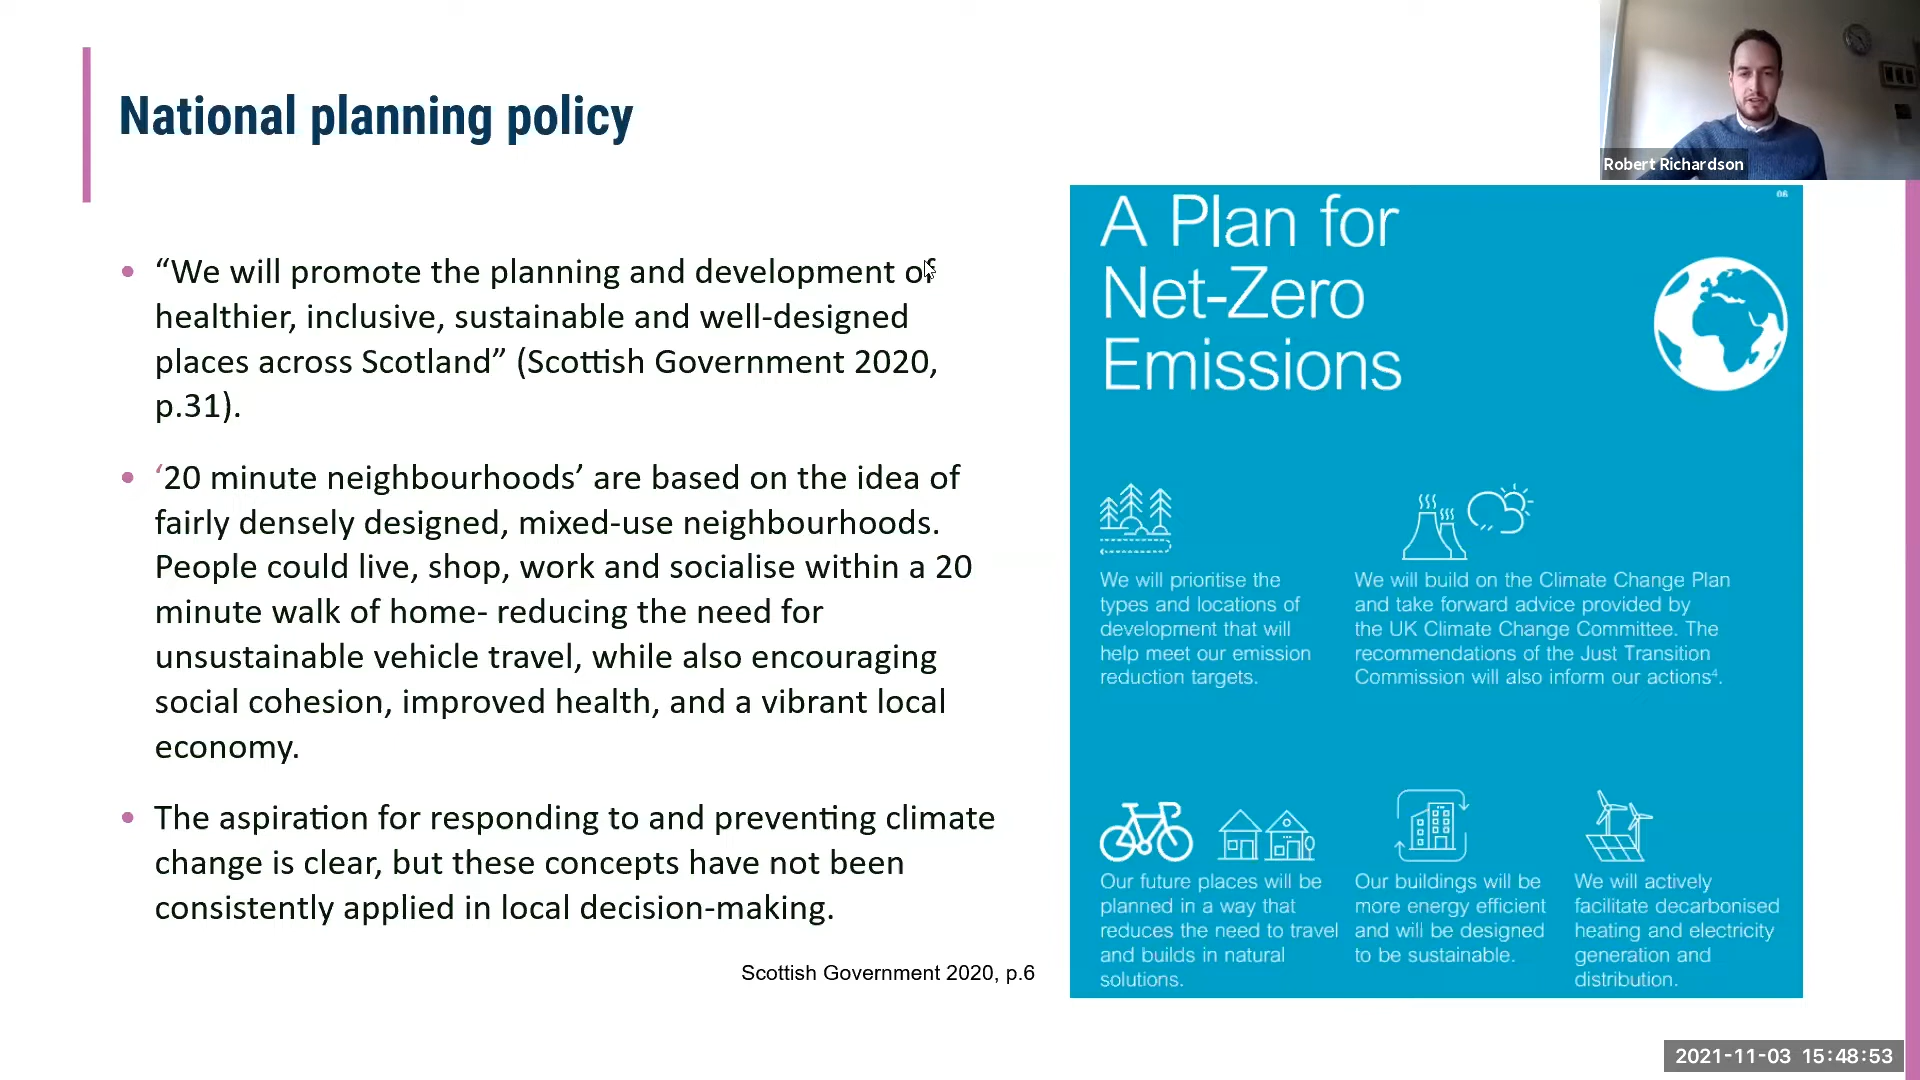 National planning policy
Robert Richardson
• “We will promote the planning and development of
healthier, inclusive, sustainable and well-designed
places across Scotland” (Scottish Government 2020,
p.31).
• ‘20 minute neighbourhoods’ are based on the idea of
fairly densely designed, mixed-use neighbourhoods.
People could live, shop, work and socialise within a 20
minute walk of home- reducing the need for
unsustainable vehicle travel, while also encouraging
social cohesion, improved health, and a vibrant local
economy.
• The aspiration for responding to and preventing climate
change is clear, but these concepts have not been
consistently applied in local decision-making.
Scottish Government 2020, p.6
06
A Plan for
Net-Zero
Emissions
We will prioritise the
types and locations of
development that will
help meet our emission
reduction targets.
We will build on the Climate Change Plan
and take forward advice provided by
the UK Climate Change Committee. The
recommendations of the Just Transition
Commission will also inform our actions⁴.
Our future places will be
planned in a way that
reduces the need to travel
and builds in natural
solutions.
Our buildings will be
more energy efficient
and will be designed
to be sustainable.
We will actively
facilitate decarbonised
heating and electricity
generation and
distribution.
2021-11-03 15:48:53